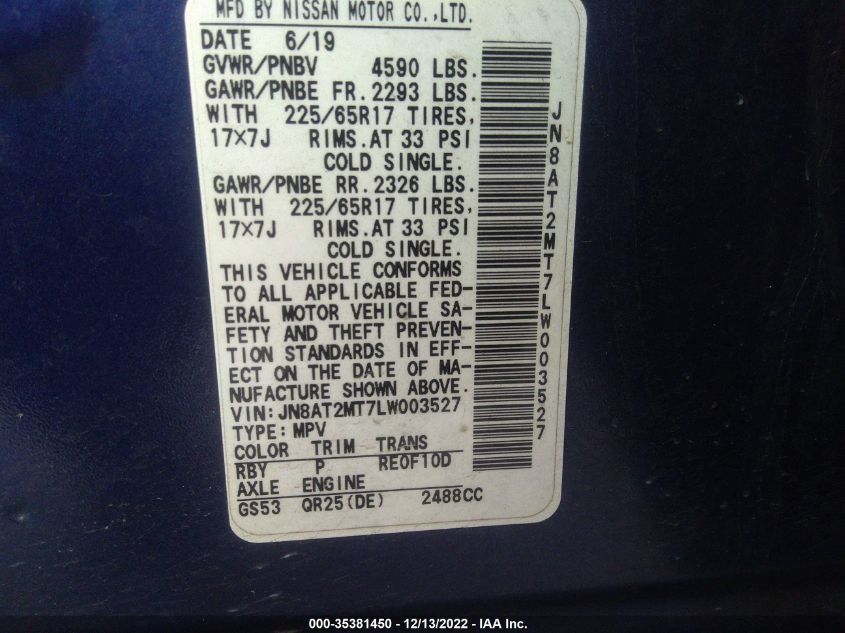 MFD BY NISSAN MOTOR CO.,LTD.
DATE 6/19
GVWR/PNBV 4590 LBS.
GAWR/PNBE FR.2293 LBS.
WITH 225/65R17 TIRES,
17×7J RIMS.AT 33 PSI
COLD SINGLE.
GAWR/PNBE RR.2326 LBS.
WITH 225/65R17 TIRES,
17×7J RIMS.AT 33 PSI
COLD SINGLE.
THIS VEHICLE CONFORMS
TO ALL APPLICABLE FED-
ERAL MOTOR VEHICLE SA-
FETY AND THEFT PREVEN-
TION STANDARDS IN EFF-
ECT ON THE DATE OF MA-
NUFACTURE SHOWN ABOVE.
VIN:JN8AT2MT7LW003527
TYPE:MPV
COLOR TRIM TRANS
RBY P RE0F10D
AXLE ENGINE
GS53 QR25(DE) 2488CC
JN8AT2MT7LW003527
000-35381450 - 12/13/2022 - IAA Inc.